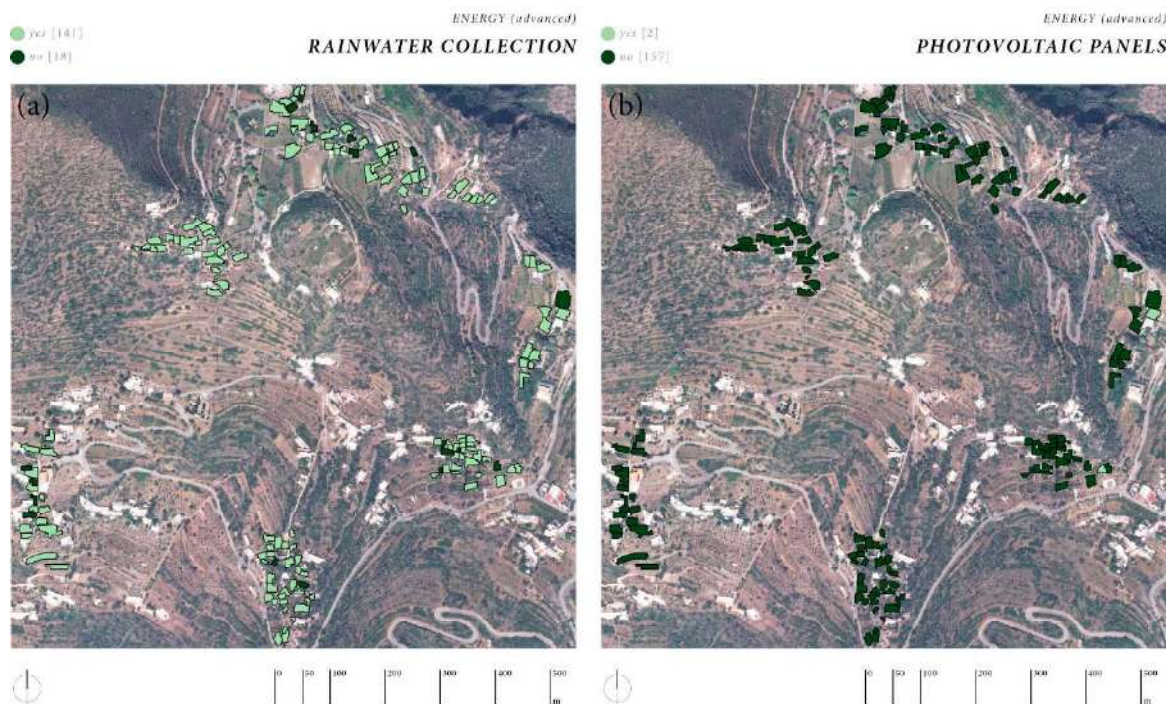 ENERGY (advanced)
yes [141]
RAINWATER COLLECTION
no [18]
(a)
0 50 100 200 300 400 500
m
ENERGY (advanced)
yes [2]
PHOTOVOLTAIC PANELS
no [157]
(b)
0 50 100 200 300 400 500
m